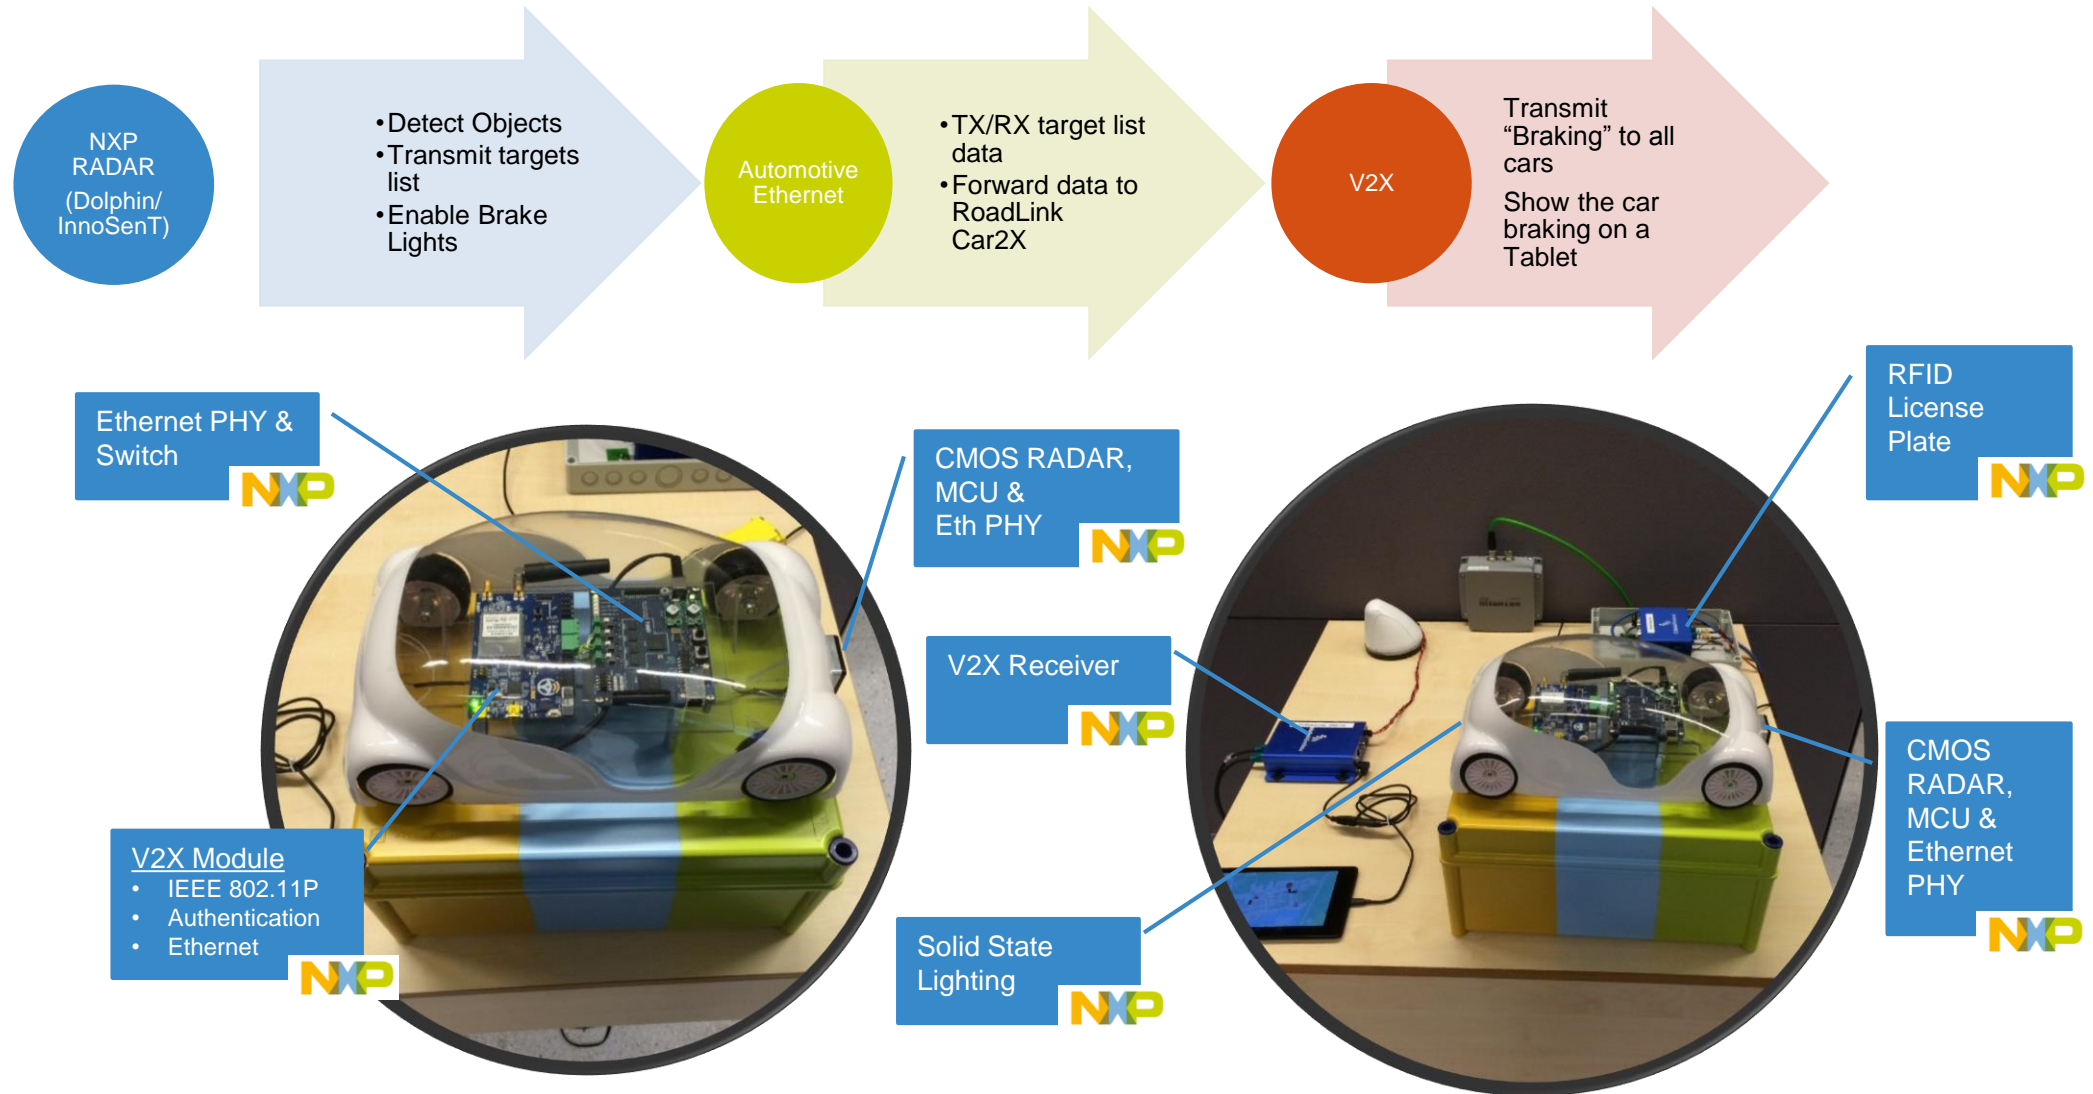 NXP
RADAR
(Dolphin/
InnoSenT)
•Detect Objects
•Transmit targets
list
•Enable Brake
Lights
Automotive
Ethernet
•TX/RX target list
data
•Forward data to
RoadLink
Car2X
V2X
Transmit
“Braking” to all
cars
Show the car
braking on a
Tablet
Ethernet PHY &
Switch
NXP
CMOS RADAR,
MCU &
Eth PHY
NXP
RFID
License
Plate
NXP
V2X Receiver
NXP
V2X Module
• IEEE 802.11P
• Authentication
• Ethernet
NXP
Solid State
Lighting
NXP
CMOS
RADAR,
MCU &
Ethernet
PHY
NXP